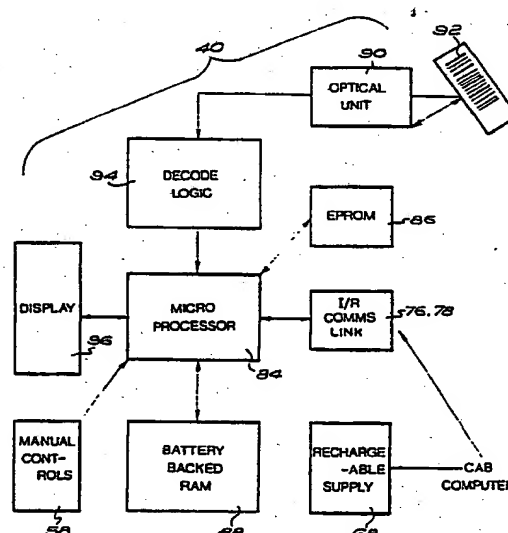 40
90
92
OPTICAL
UNIT
94
DECODE
LOGIC
EPROM
86
DISPLAY
96
MICRO
PROCESSOR
84
I/R
COMMS
LINK
76.78
MANUAL
CONT-
ROLS
58
BATTERY
BACKED
RAM
RECHARGE
-ABLE
SUPPLY
CAB
COMPUTER